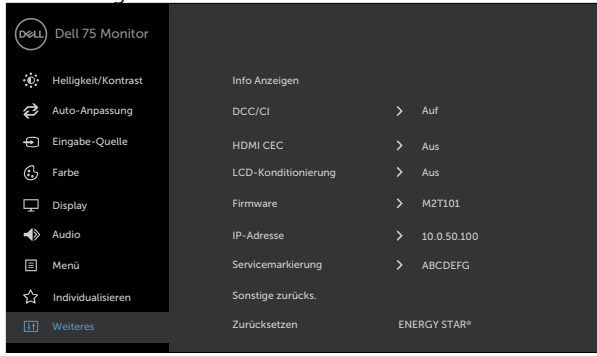 DELL Dell 75 Monitor
Helligkeit/Kontrast Info Anzeigen
Auto-Anpassung DCC/CI Auf
Eingabe-Quelle HDMI CEC Aus
Farbe LCD-Konditionierung Aus
Display Firmware M2T101
Audio IP-Adresse 10.0.50.100
Menü Servicemarkierung ABCDEFG
Individualisieren Sonstige zurücks.
Weiteres Zurücksetzen ENERGY STAR®